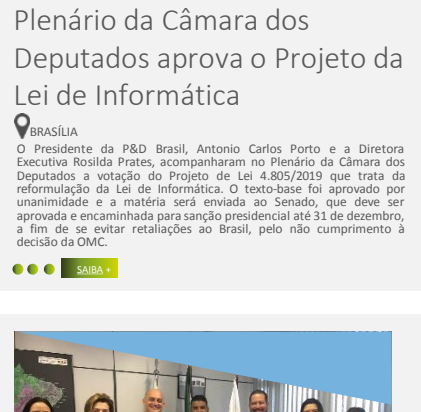 Plenário da Câmara dos
Deputados aprova o Projeto da
Lei de Informática
BRASÍLIA
O Presidente da P&D Brasil, Antonio Carlos Porto e a Diretora
Executiva Rosilda Prates, acompanharam no Plenário da Câmara dos
Deputados a votação do Projeto de Lei 4.805/2019 que trata da
reformulação da Lei de Informática. O texto-base foi aprovado por
unanimidade e a matéria será enviada ao Senado, que deve ser
aprovada e encaminhada para sanção presidencial até 31 de dezembro,
a fim de se evitar retaliações ao Brasil, pelo não cumprimento à
decisão da OMC.
SAIBA +